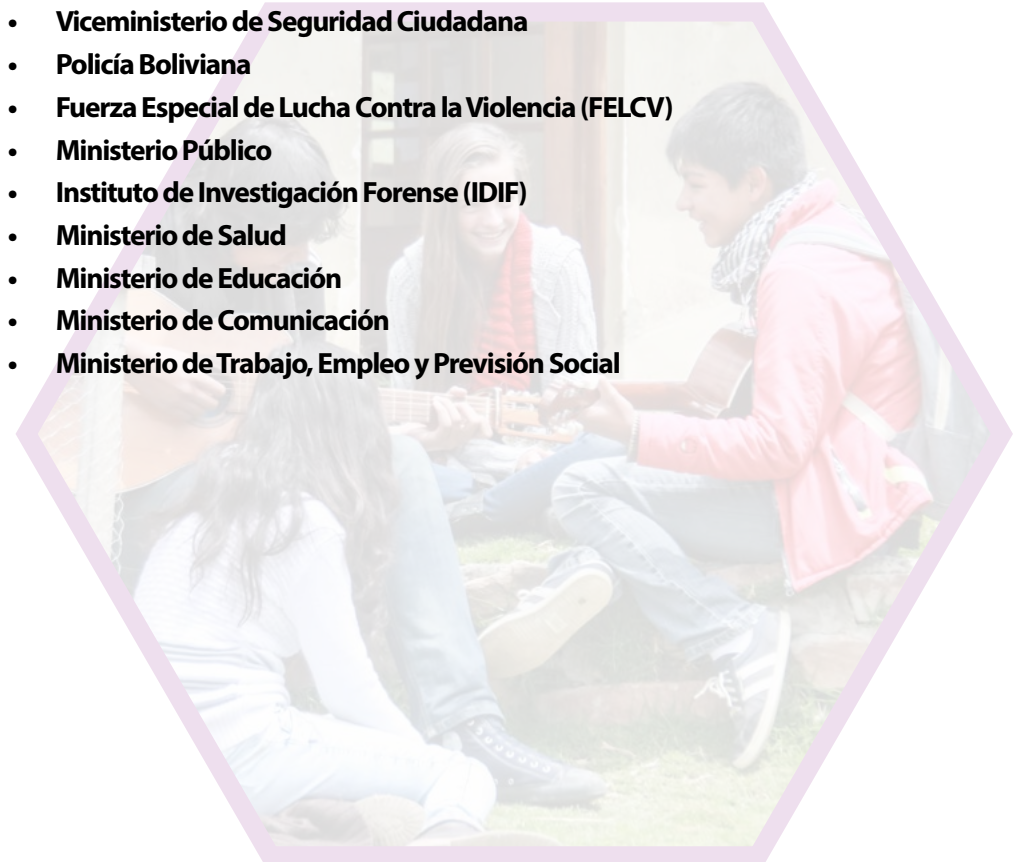 • Viceministerio de Seguridad Ciudadana
• Policía Boliviana
• Fuerza Especial de Lucha Contra la Violencia (FELCV)
• Ministerio Público
• Instituto de Investigación Forense (IDIF)
• Ministerio de Salud
• Ministerio de Educación
• Ministerio de Comunicación
• Ministerio de Trabajo, Empleo y Previsión Social